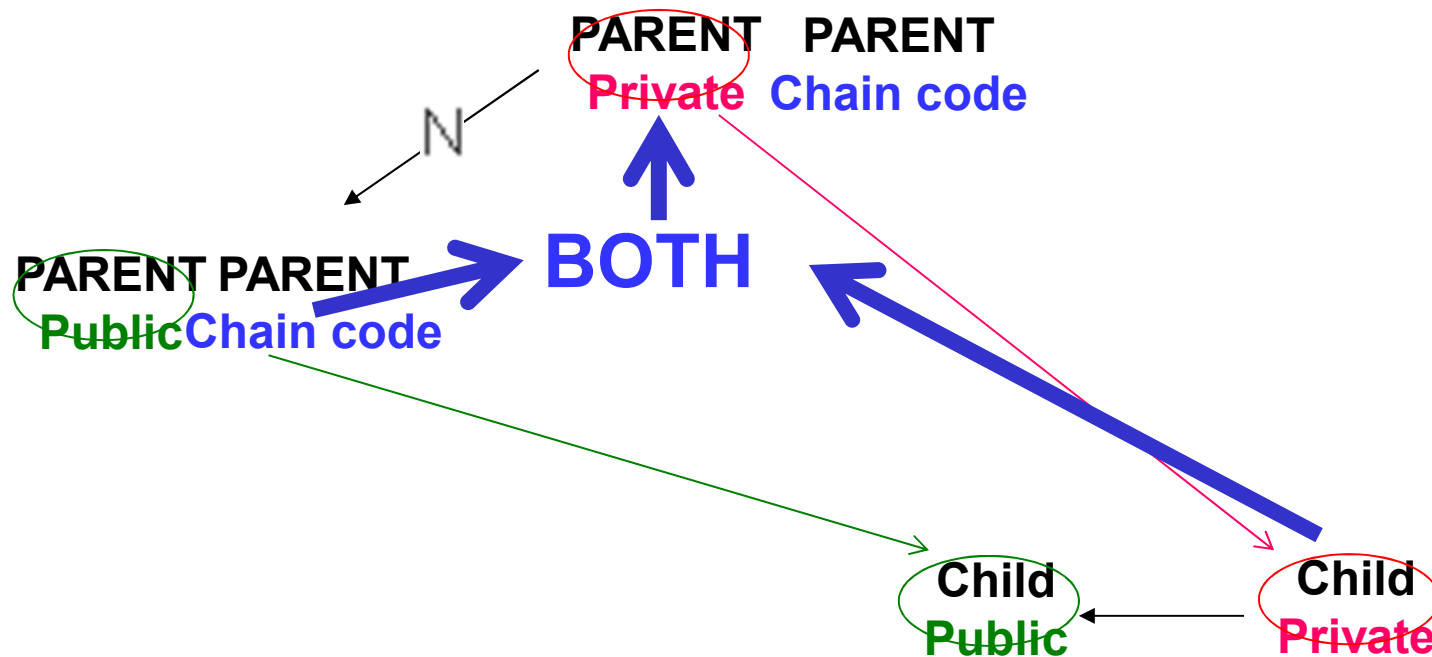 PARENT PARENT
Private Chain code
N
BOTH
PARENT PARENT
Public Chain code
Child Child
Public Private